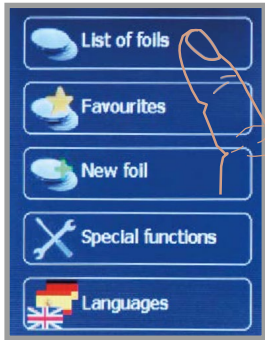 List of foils
Favourites
New foil
Special functions
Languages